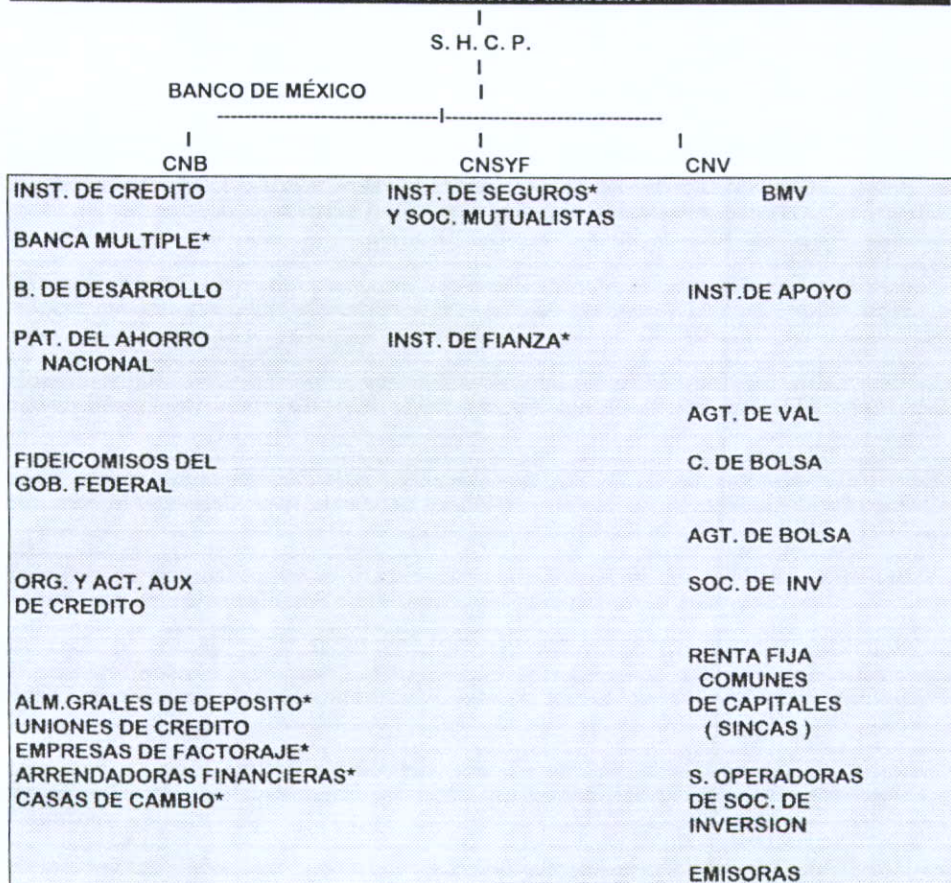 S. H. C. P.
BANCO DE MÉXICO
CNB
CNSYF
CNV
INST. DE CREDITO
BANCA MULTIPLE*
B. DE DESARROLLO
PAT. DEL AHORRO
NACIONAL
FIDEICOMISOS DEL
GOB. FEDERAL
ORG. Y ACT. AUX
DE CREDITO
ALM.GRALES DE DEPOSITO*
UNIONES DE CREDITO
EMPRESAS DE FACTORAJE*
ARRENDADORAS FINANCIERAS*
CASAS DE CAMBIO*
INST. DE SEGUROS*
Y SOC. MUTUALISTAS
INST. DE FIANZA*
BMV
INST.DE APOYO
AGT. DE VAL
C. DE BOLSA
AGT. DE BOLSA
SOC. DE INV
RENTA FIJA
COMUNES
DE CAPITALES
( SINCAS )
S. OPERADORAS
DE SOC. DE
INVERSION
EMISORAS